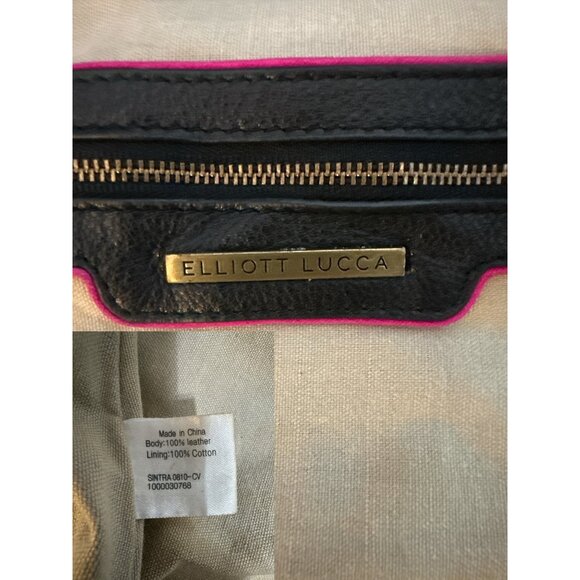 ELLIOTT LUCCA
Made in China
Body:100% leather
Lining:100% Cotton
SINTRA 0810-CV
1000030768